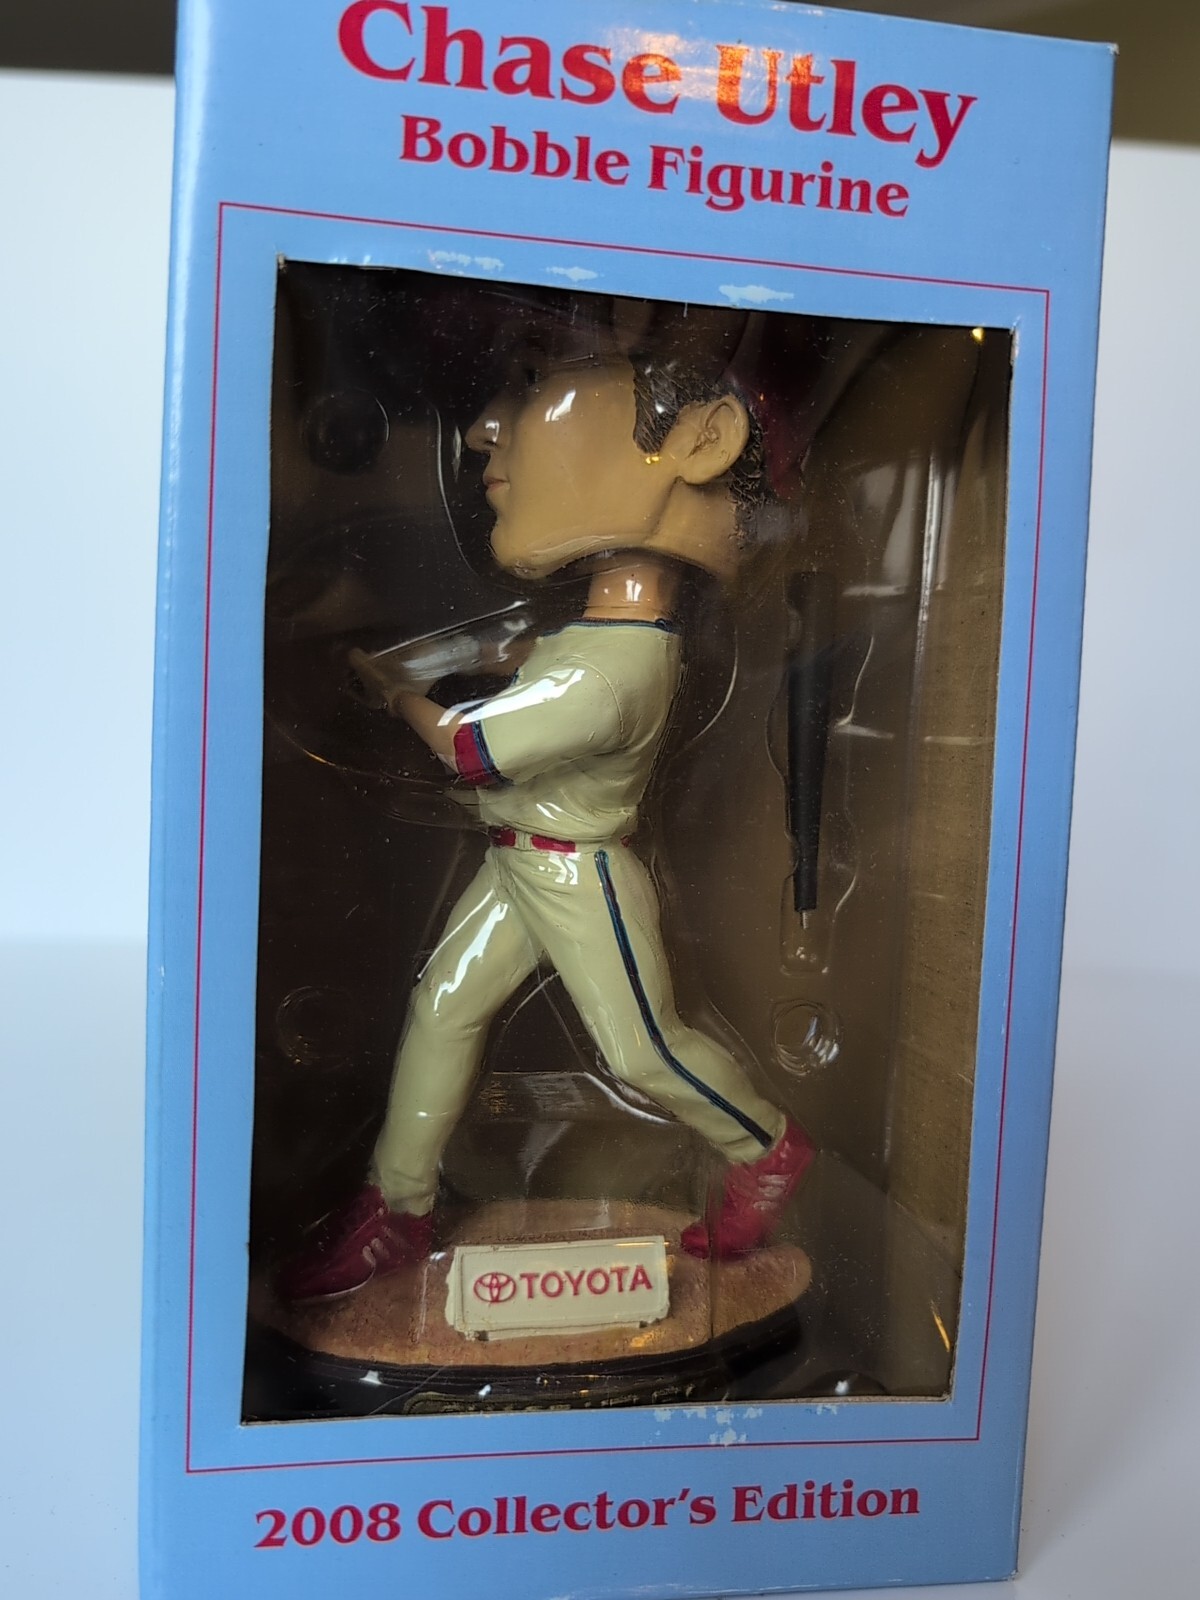 Chase Utley
Bobble Figurine
TOYOTA
2008 Collector's Edition